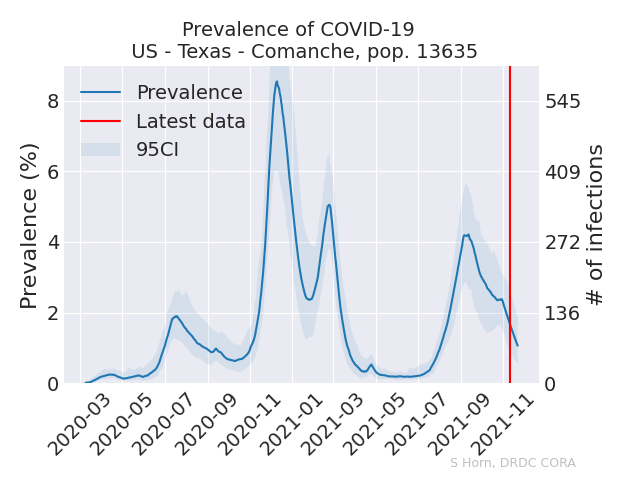 Prevalence of COVID-19
US - Texas - Comanche, pop. 13635
Prevalence
Latest data
95CI
Prevalence (%)
8
6
4
2
0
545
409
272
136
0
# of infections
2020-03
2020-05
2020-07
2020-09
2020-11
2021-01
2021-03
2021-05
2021-07
2021-09
2021-11
S Horn, DRDC CORA